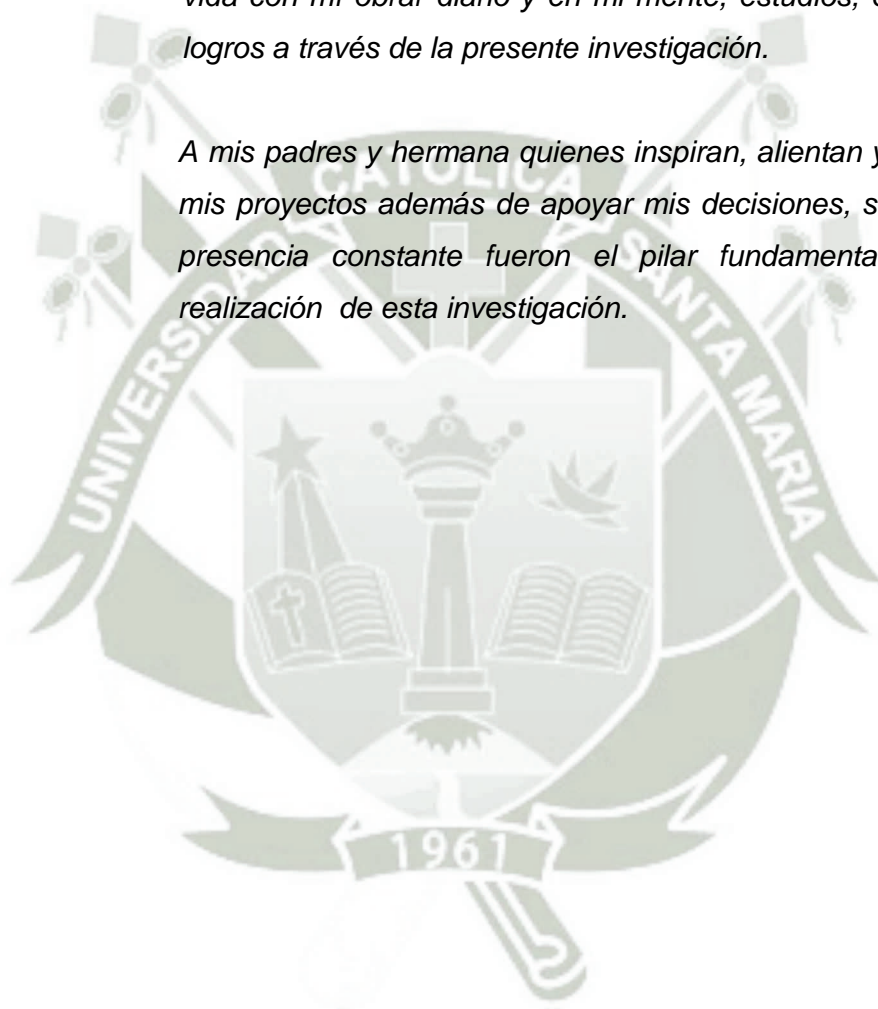 vida con mi obrar diario y en mi mente, estudios,
logros a través de la presente investigación.
A mis padres y hermana quienes inspiran, alientan y
mis proyectos además de apoyar mis decisiones,
presencia constante fueron el pilar
realización de esta investigación.
UNIVERSIDAD CATOLICA SANTA MARIA
1961